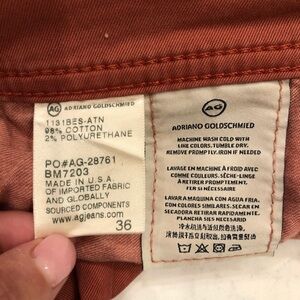 AG ADRIANO GOLDSCHMIED
1131BES-ATN
98% COTTON
2% POLYURETHANE
PO#AG-28761
BM7203
MADE IN U.S.A.
OF IMPORTED FABRIC
AND GLOBALLY
SOURCED COMPONENTS
www.agjeans.com
36
AG
ADRIANO GOLDSCHMIED
MACHINE WASH COLD WITH
LIKE COLORS. TUMBLE DRY.
REMOVE PROMPTLY. IRON IF NEEDED
LAVAGE EN MACHINE À FROID AVEC
COMME COULEURS. SÈCHE-LINGE
À RETIRER PROMPTEMENT.
FER SI NÉCESSAIRE
LAVAR A MAQUINA CON AGUA FRIA.
CON COLORES SIMILARES. SECAR EN
SECADORA RETIRAR RAPIDAMENTE.
PLANCHA SI ES
NECESARIO